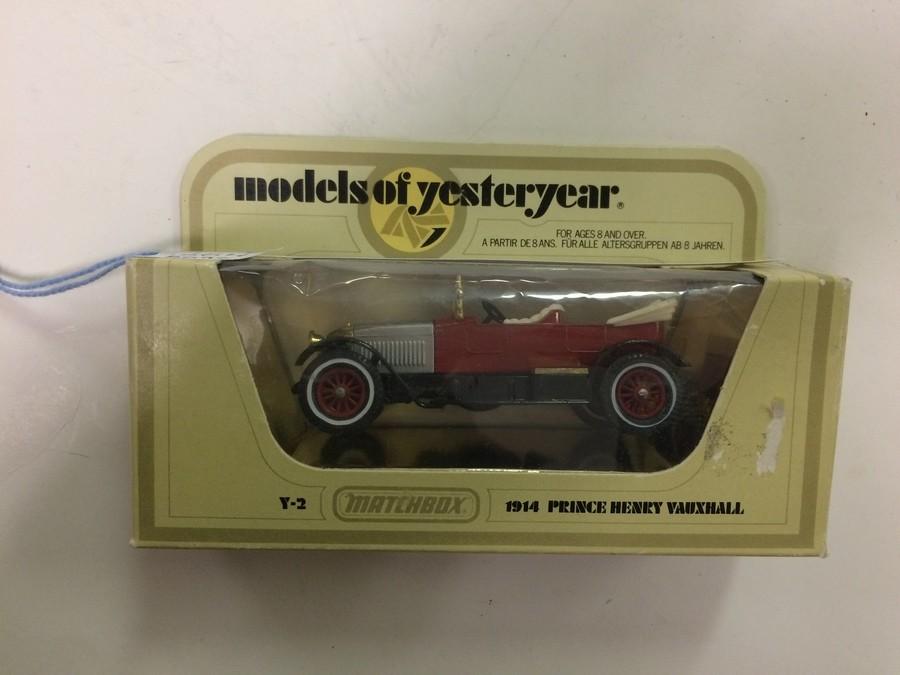 models of yesteryear®
FOR AGES 8 AND OVER.
A PARTIR DE 8 ANS. FÜR ALLE ALTERSGRUPPEN AB 8 JAHREN.
Y-2 MATCHBOX 1914 PRINCE HENRY VAUXHALL